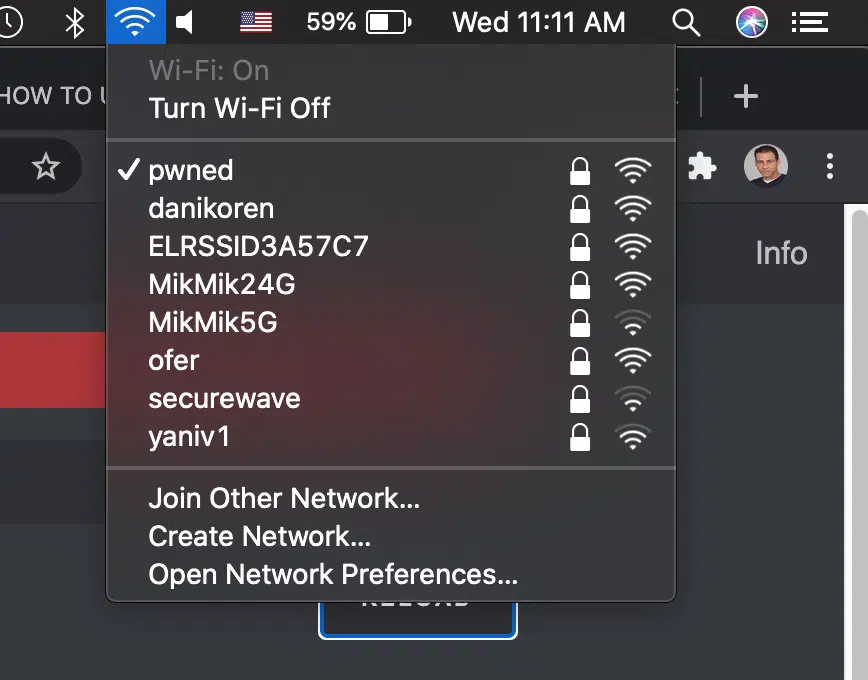 59%
Wed 11:11 AM
HOW TO
Wi-Fi: On
Turn Wi-Fi Off
pwned
danikoren
ELRSSID3A57C7
MikMik24G
MikMik5G
ofer
securewave
yaniv1
Join Other Network...
Create Network...
Open Network Preferences...
Info
RELOAD